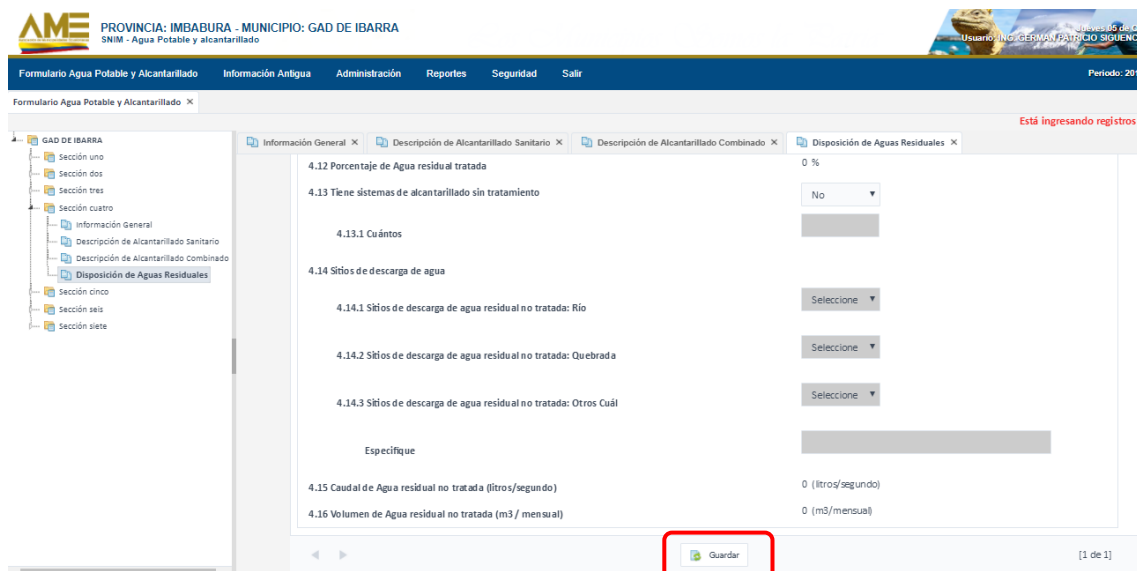 AME
PROVINCIA: IMBABURA - MUNICIPIO: GAD DE IBARRA
SNIM - Agua Potable y alcantarillado
Jueves 05 de
Usuario: ING. GERMAN PATRICIO SIGUENC
Formulario Agua Potable y Alcantarillado Información Antigua Administración Reportes Seguridad Salir Periodo: 201
Formulario Agua Potable y Alcantarillado
Está ingresando registros
GAD DE IBARRA
Sección uno
Sección dos
Sección tres
Sección cuatro
Información General
Descripción de Alcantarillado Sanitario
Descripción de Alcantarillado Combinado
Disposición de Aguas Residuales
Sección cinco
Sección seis
Sección siete
Información General Descripción de Alcantarillado Sanitario Descripción de Alcantarillado Combinado Disposición de Aguas Residuales
4.12 Porcentaje de Agua residual tratada 0 %
4.13 Tiene sistemas de alcantarillado sin tratamiento No
4.13.1 Cuántos
4.14 Sitios de descarga de agua
4.14.1 Sitios de descarga de agua residual no tratada: Río Seleccione
4.14.2 Sitios de descarga de agua residual no tratada: Quebrada Seleccione
4.14.3 Sitios de descarga de agua residual no tratada: Otros Cuál Seleccione
Especifique
4.15 Caudal de Agua residual no tratada (litros/segundo) 0 (litros/segundo)
4.16 Volumen de Agua residual no tratada (m3 / mensual) 0 (m3/mensual)
Guardar [1 de 1]